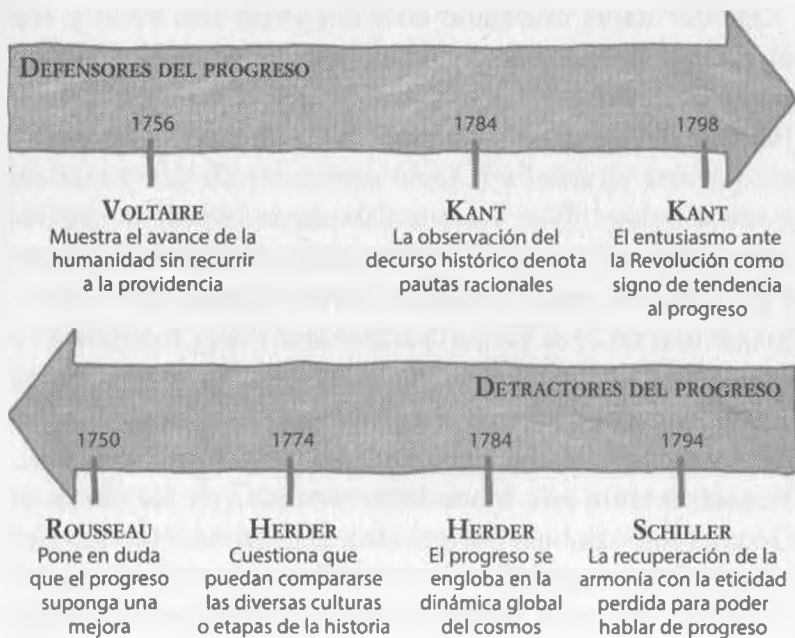 DEFENSORES DEL PROGRESO
1756
1784
1798
VOLTAIRE
Muestra el avance de la
humanidad sin recurrir
a la providencia
KANT
La observación del
decurso histórico denota
pautas racionales
KANT
El entusiasmo ante
la Revolución como
signo de tendencia
al progreso
DETRACTORES DEL PROGRESO
1750
1774
1784
1794
ROUSSEAU
Pone en duda
que el progreso
suponga una
mejora
HERDER
Cuestiona que
puedan compararse
las diversas culturas
o etapas de la historia
HERDER
El progreso se
engloba en la
dinámica global
del cosmos
SCHILLER
La recuperación de la
armonía con la eticidad
perdida para poder
hablar de progreso